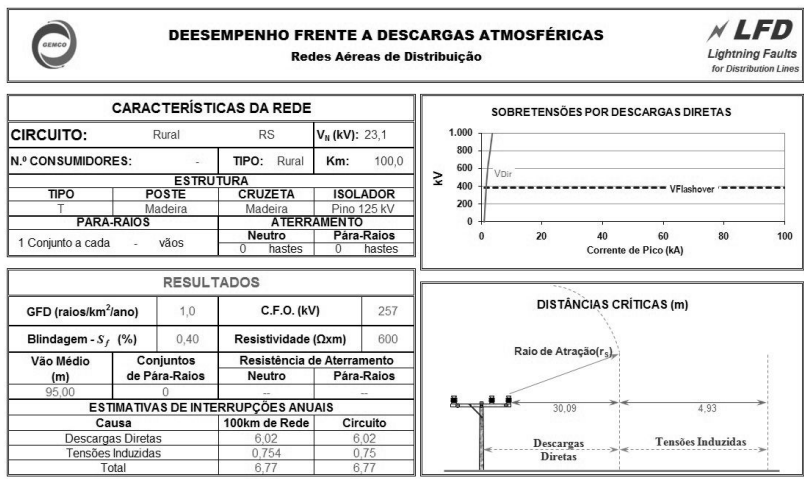 GEMCO
DEESEMPENHO FRENTE A DESCARGAS ATMOSFÉRICAS
Redes Aéreas de Distribuição
LFD
Lightning Faults
for Distribution Lines
CARACTERÍSTICAS DA REDE
CIRCUITO: Rural RS V_N (kV): 23,1
N.º CONSUMIDORES: - TIPO: Rural Km: 100,0
ESTRUTURA
TIPO POSTE CRUZETA ISOLADOR
T Madeira Madeira Pino 125 kV
PARA-RAIOS ATERRAMENTO
Neutro Pára-Raios
1 Conjunto a cada - vãos 0 hastes 0 hastes
SOBRETENSÕES POR DESCARGAS DIRETAS
kV
1.000
800
600
400
200
0
VDir
VFlashover
0 20 40 60 80 100
Corrente de Pico (kA)
RESULTADOS
GFD (raios/km²/ano) 1,0 C.F.O. (kV) 257
Blindagem - S_f (%) 0,40 Resistividade (Ωxm) 600
Vão Médio (m) Conjuntos de Pára-Raios Resistência de Aterramento
Neutro Pára-Raios
95,00 0 -- --
ESTIMATIVAS DE INTERRUPÇÕES ANUAIS
Causa 100km de Rede Circuito
Descargas Diretas 6,02 6,02
Tensões Induzidas 0,754 0,75
Total 6,77 6,77
DISTÂNCIAS CRÍTICAS (m)
Raio de Atração(rs)
30,09 4,93
Descargas Diretas
Tensões Induzidas